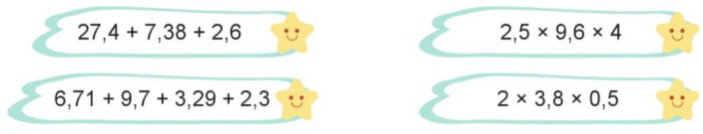 27,4 + 7,38 + 2,6
2,5 × 9,6 × 4
6,71 + 9,7 + 3,29 + 2,3
2 × 3,8 × 0,5